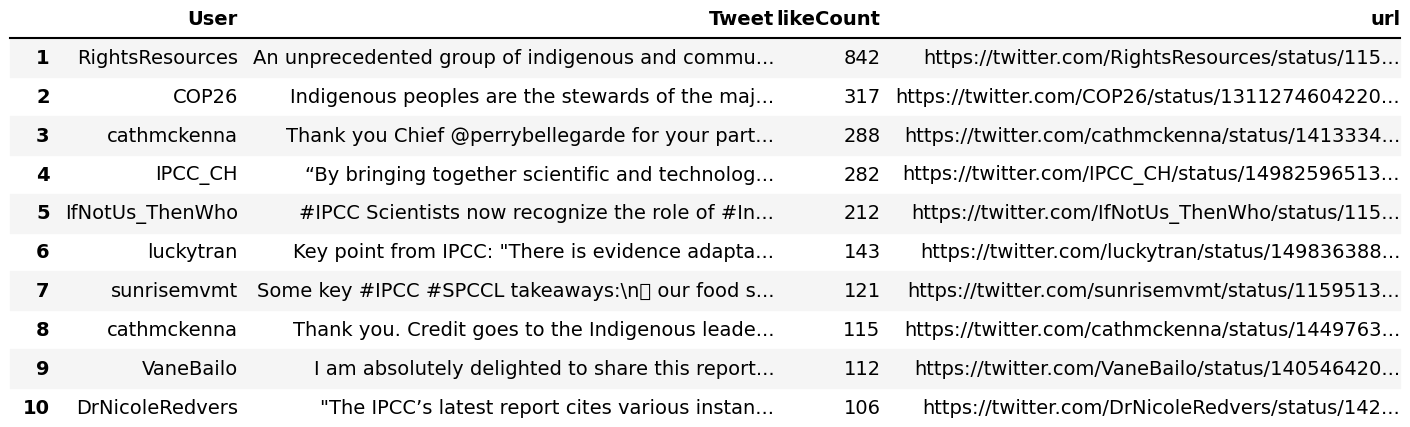 User Tweet likeCount url
1 RightsResources An unprecedented group of indigenous and commu... 842 https://twitter.com/RightsResources/status/115...
2 COP26 Indigenous peoples are the stewards of the maj... 317 https://twitter.com/COP26/status/1311274604220...
3 cathmckenna Thank you Chief @perrybellegarde for your part... 288 https://twitter.com/cathmckenna/status/1413334...
4 IPCC_CH “By bringing together scientific and technolog... 282 https://twitter.com/IPCC_CH/status/14982596513...
5 IfNotUs_ThenWho #IPCC Scientists now recognize the role of #In... 212 https://twitter.com/IfNotUs_ThenWho/status/115...
6 luckytran Key point from IPCC: "There is evidence adapta... 143 https://twitter.com/luckytran/status/149836388...
7 sunrisemvmt Some key #IPCC #SPCCL takeaways:\n▯ our food s... 121 https://twitter.com/sunrisemvmt/status/1159513...
8 cathmckenna Thank you. Credit goes to the Indigenous leade... 115 https://twitter.com/cathmckenna/status/1449763...
9 VaneBailo I am absolutely delighted to share this report... 112 https://twitter.com/VaneBailo/status/140546420...
10 DrNicoleRedvers "The IPCC’s latest report cites various instan... 106 https://twitter.com/DrNicoleRedvers/status/142...